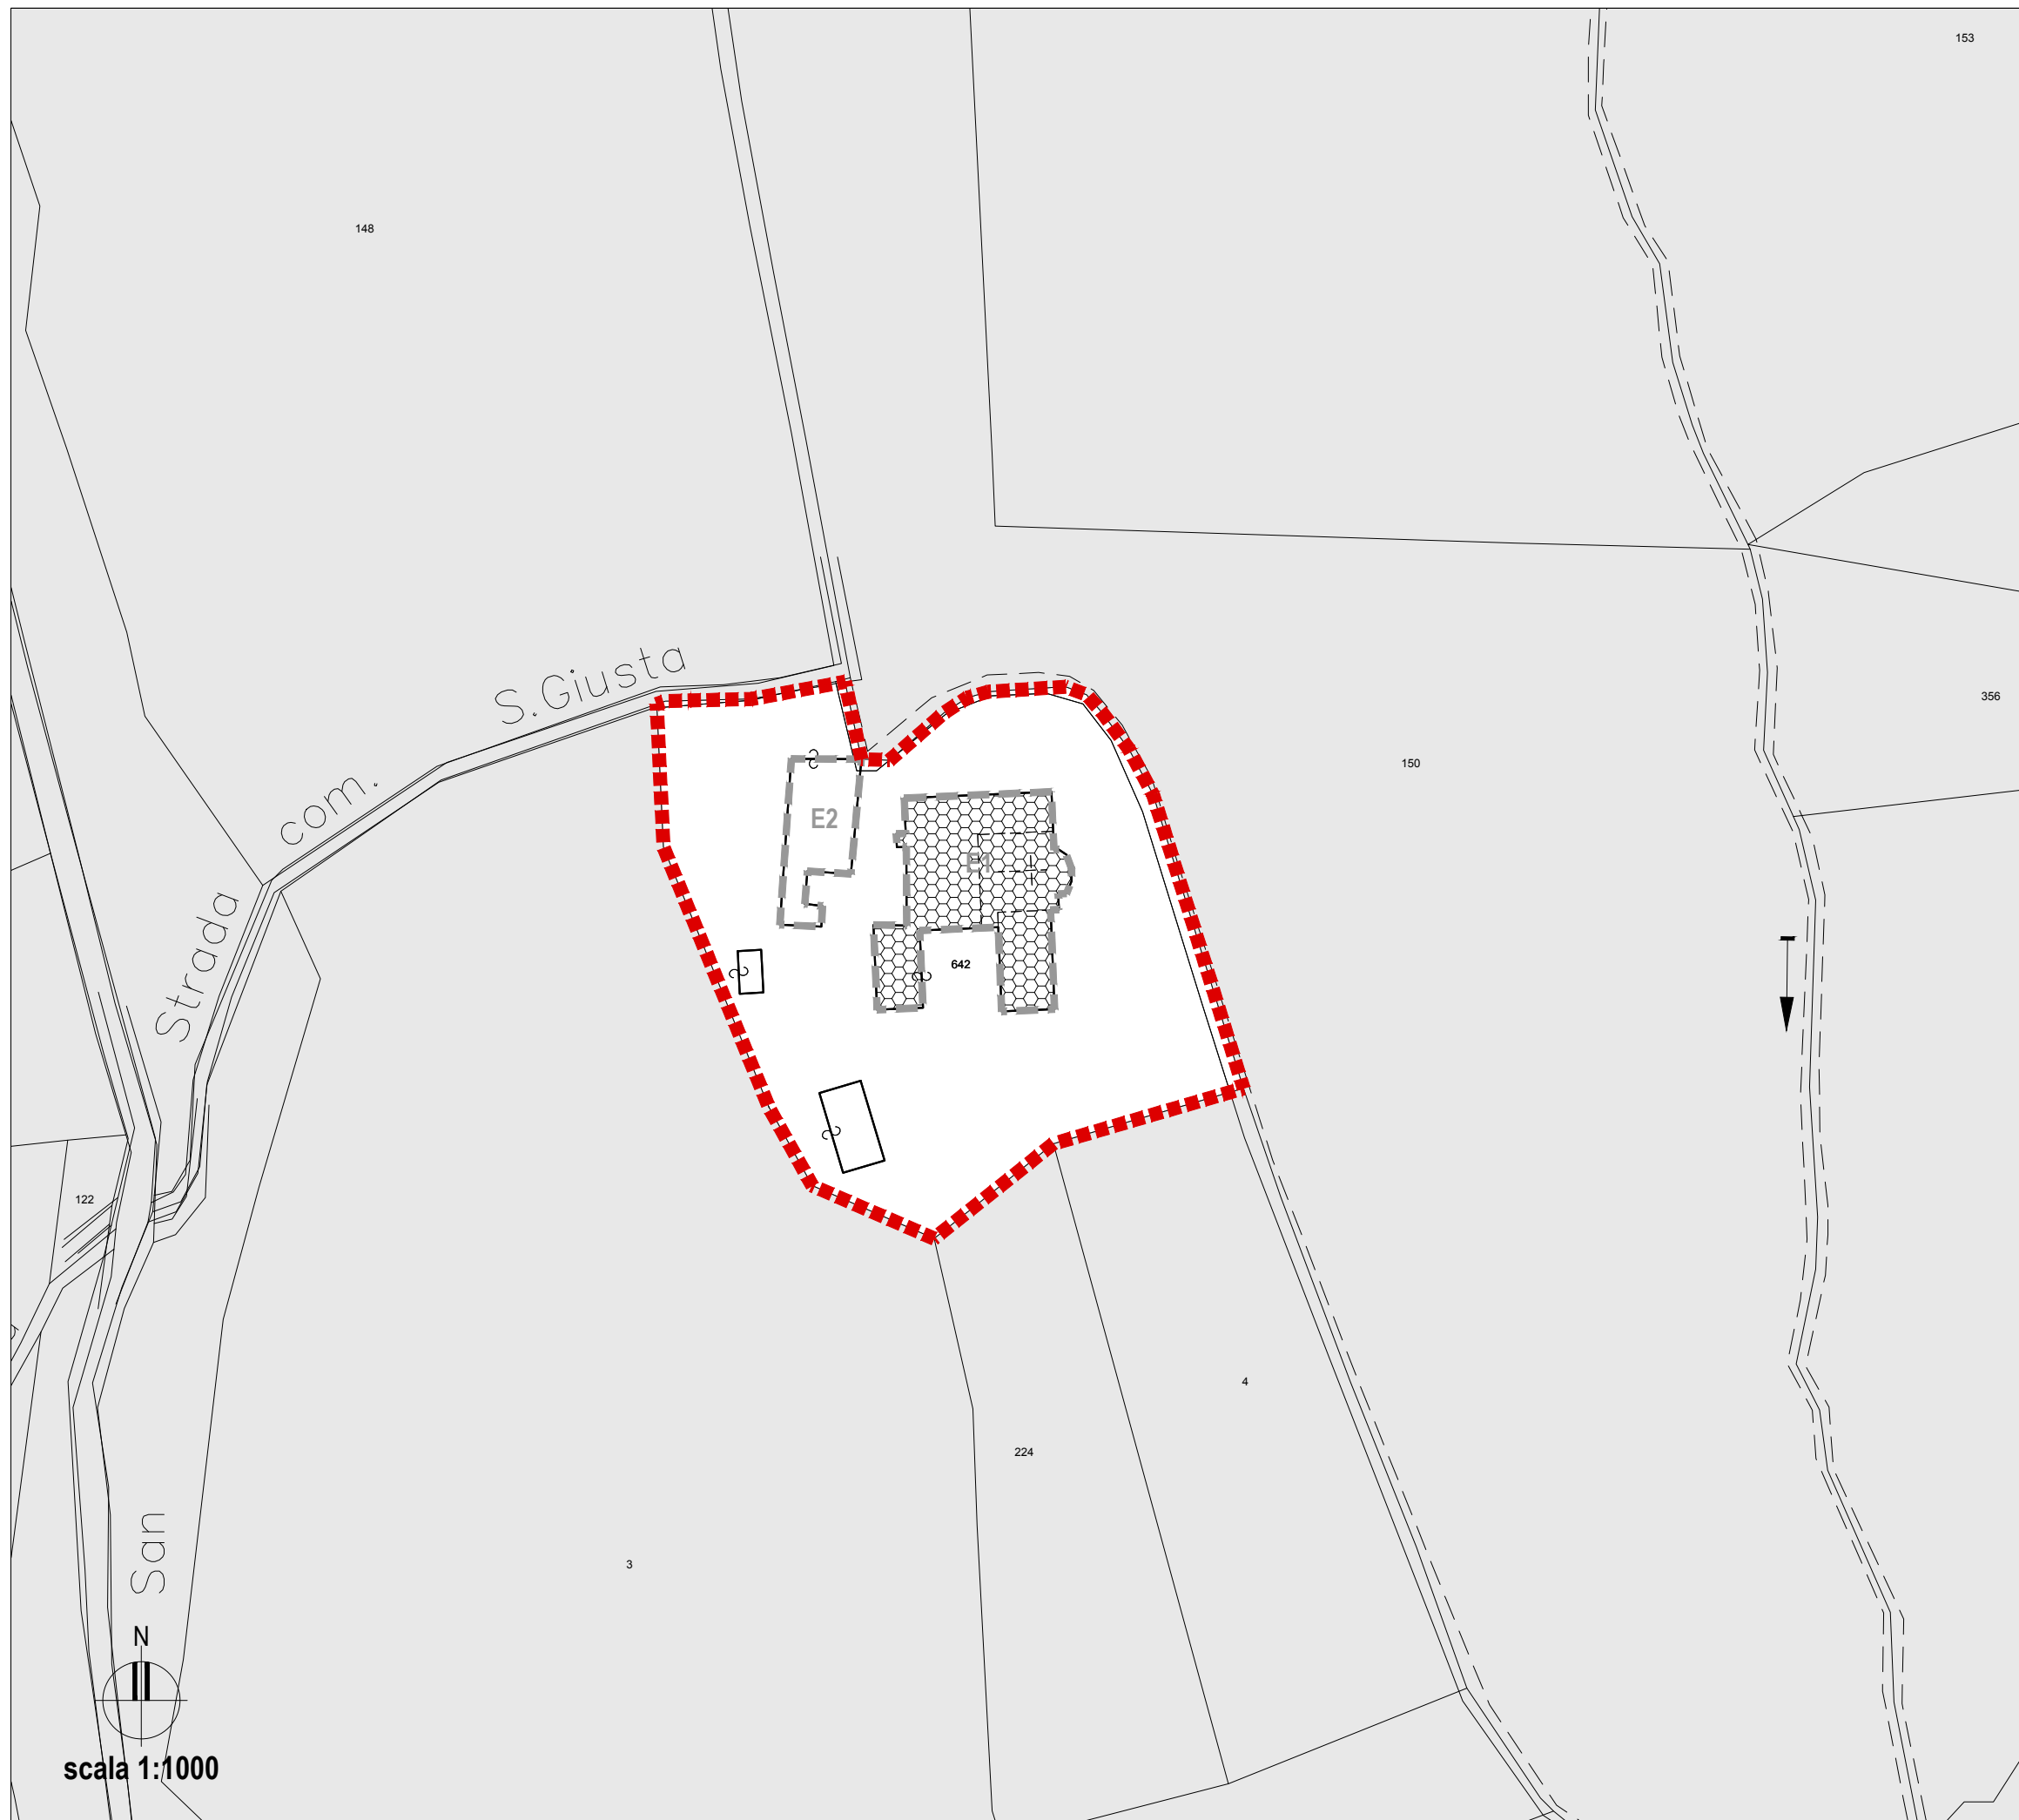 153
148
S.Giusta
356
com.
150
E2
E1
Strada
642
122
4
224
San
3
N
scala 1:1000